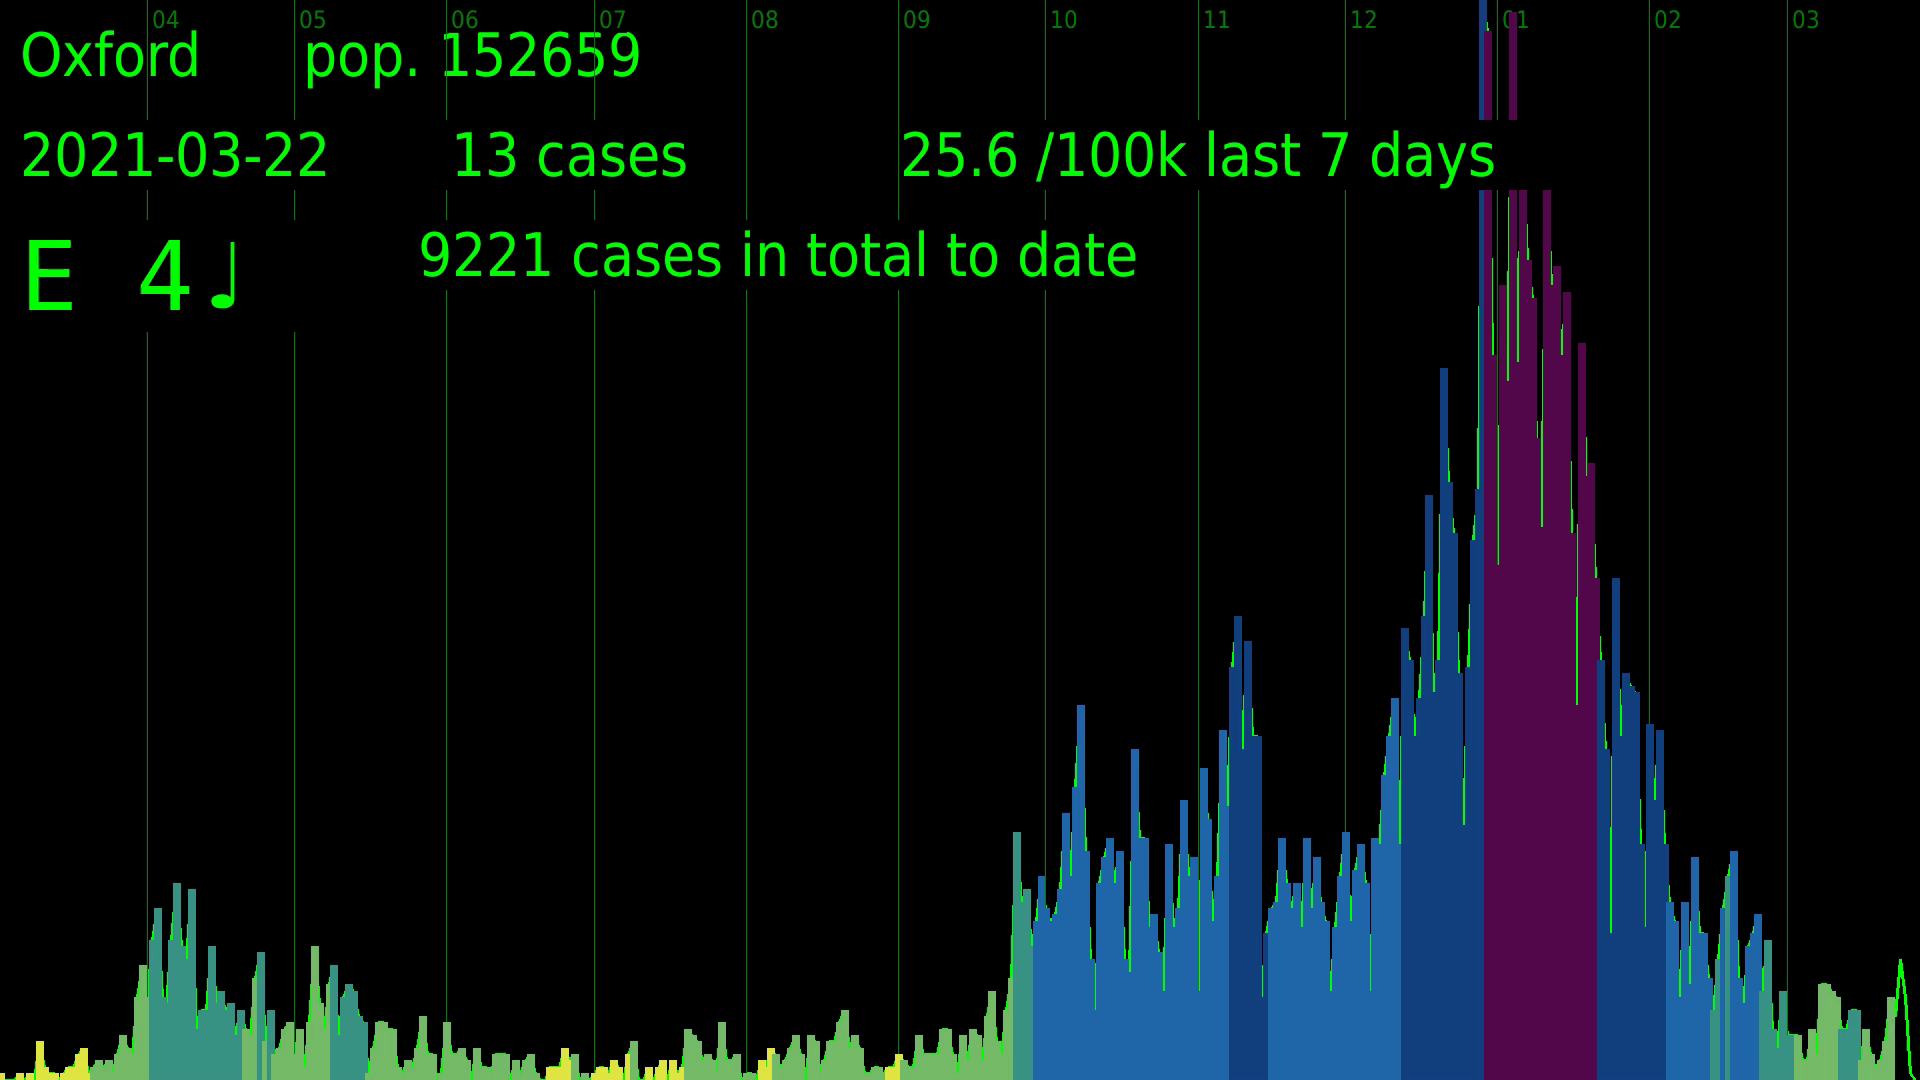 04 05 06 07 08 09 10 11 12 01 02 03
Oxford pop. 152659
2021-03-22 13 cases 25.6 /100k last 7 days
E 4♩ 9221 cases in total to date